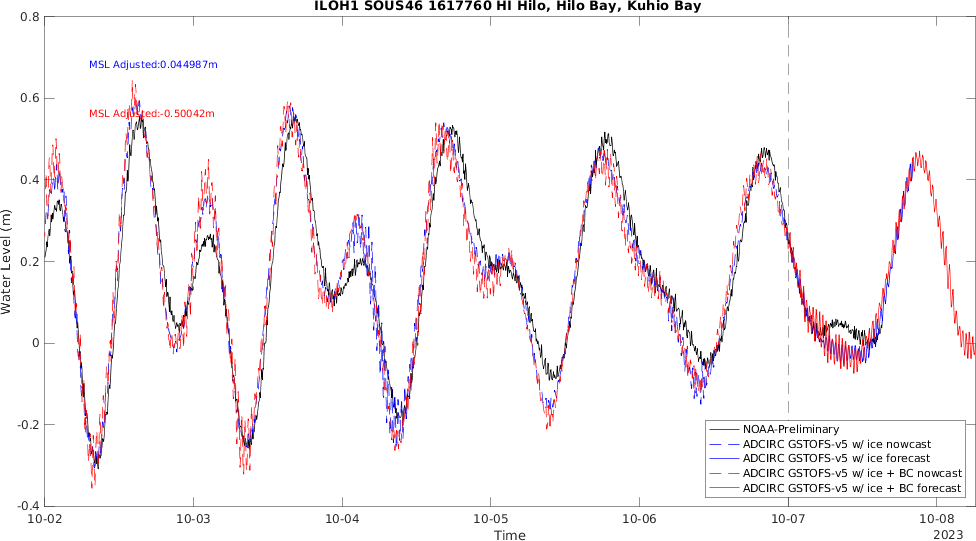 ILOH1 SOUS46 1617760 HI Hilo, Hilo Bay, Kuhio Bay
0.8
0.6
0.4
0.2
0
-0.2
-0.4
Water Level (m)
MSL Adjusted:0.044987m
MSL Adjusted:-0.50042m
NOAA-Preliminary
ADCIRC GSTOFS-v5 w/ ice nowcast
ADCIRC GSTOFS-v5 w/ ice forecast
ADCIRC GSTOFS-v5 w/ ice + BC nowcast
ADCIRC GSTOFS-v5 w/ ice + BC forecast
10-02 10-03 10-04 10-05 10-06 10-07 10-08
Time
2023